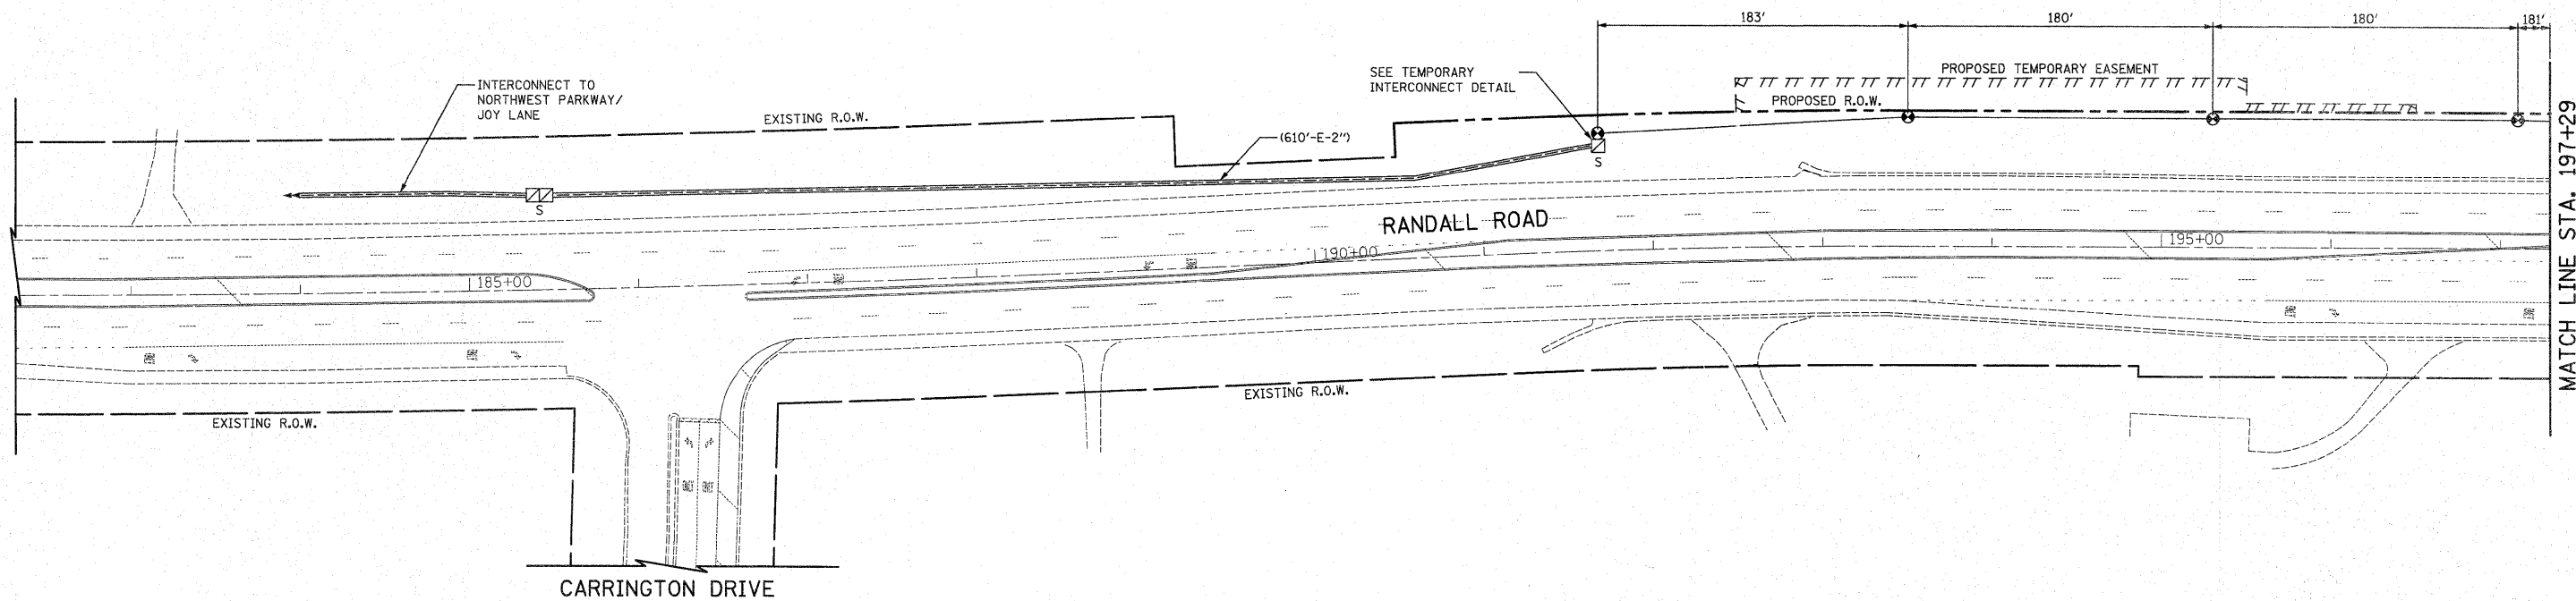 183'
180'
180'
181'
INTERCONNECT TO
NORTHWEST PARKWAY/
JOY LANE
EXISTING R.O.W.
SEE TEMPORARY
INTERCONNECT DETAIL
PROPOSED TEMPORARY EASEMENT
PROPOSED R.O.W.
(610'-E-2")
S
S
RANDALL ROAD
185+00
190+00
195+00
MATCH LINE STA. 197+29
EXISTING R.O.W.
EXISTING R.O.W.
CARRINGTON DRIVE